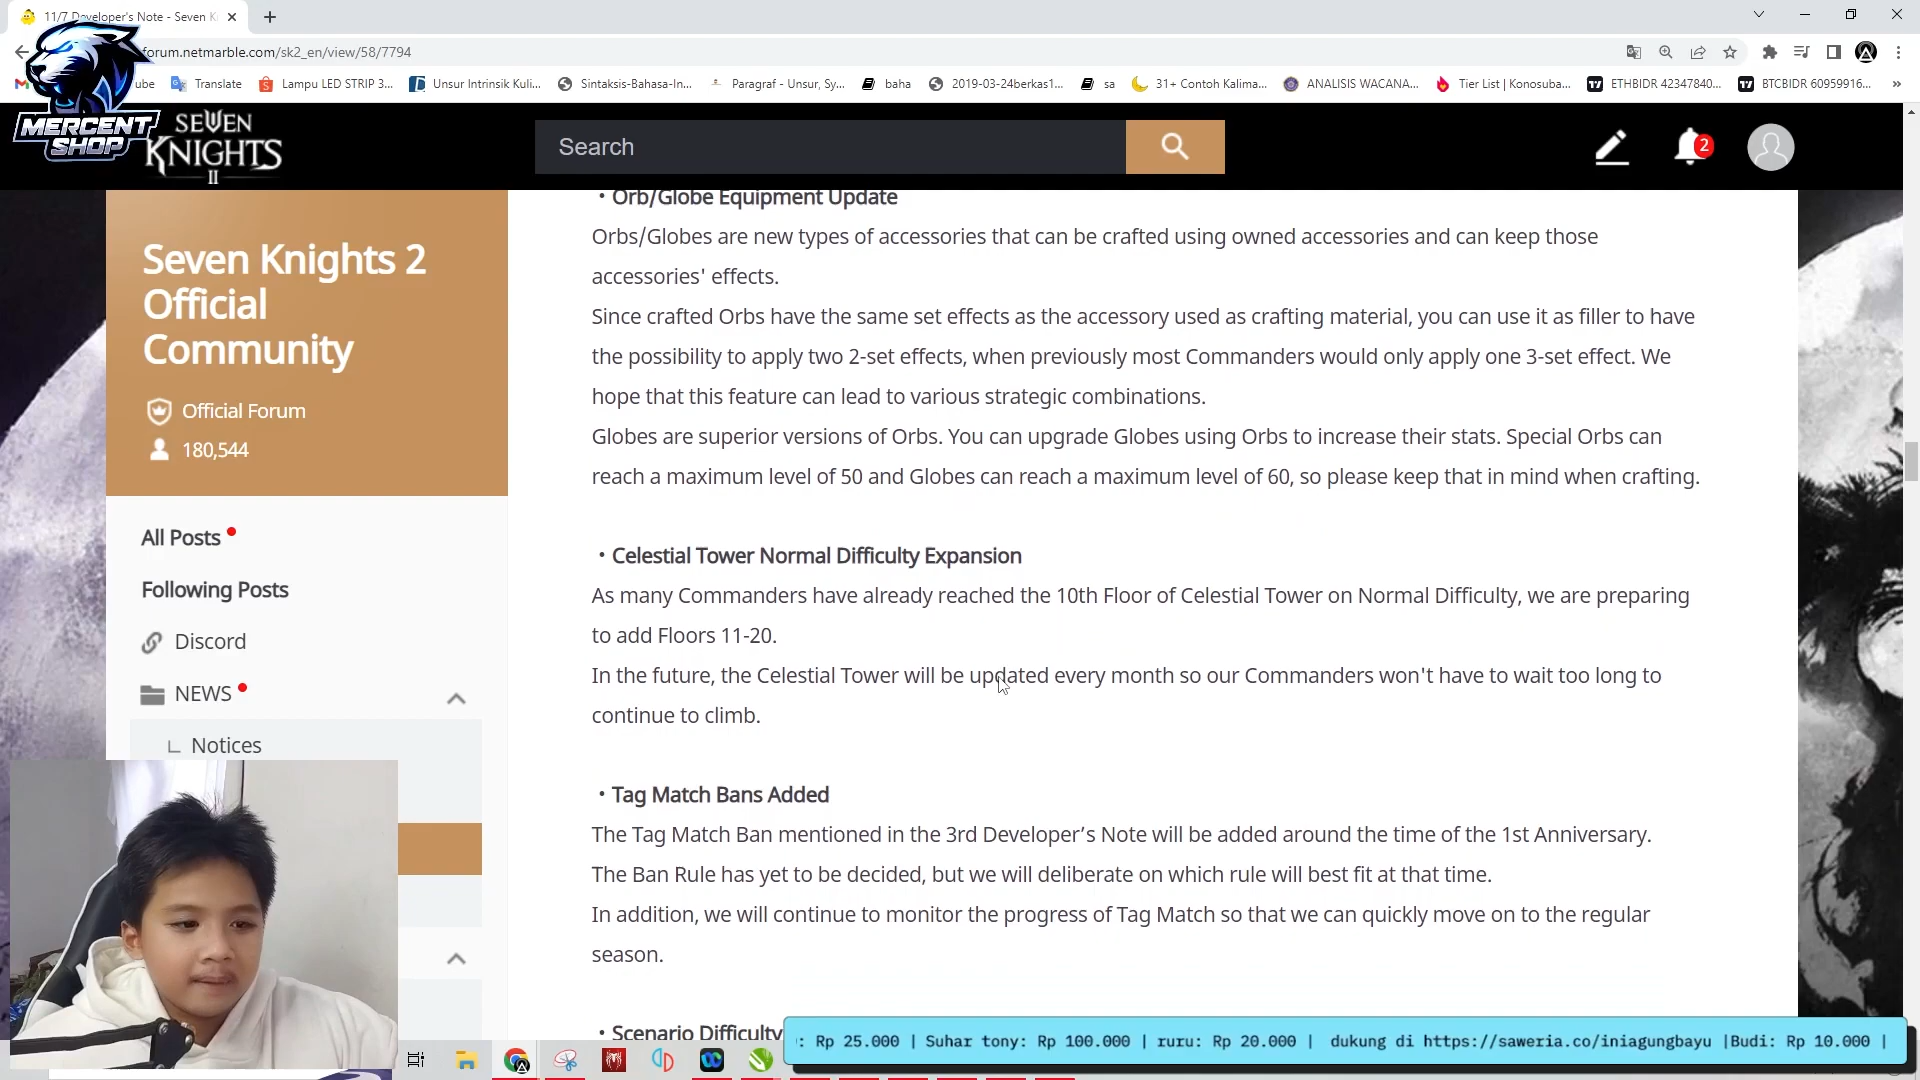 11/7 Developer's Note - Seven K
forum.netmarble.com/sk2_en/view/58/7794
ube
Translate
Lampu LED STRIP 3...
Unsur Intrinsik Kuli...
Sintaksis-Bahasa-In...
Paragraf - Unsur, Sy...
baha
2019-03-24berkas1...
sa
31+ Contoh Kalima...
ANALISIS WACANA...
Tier List | Konosuba...
ETHBIDR 42347840...
BTCBIDR 60959916...
»
MERCENT
SHOP
SEVEN
KNIGHTS
II
Search
2
Seven Knights 2
Official
Community
Official Forum
180,544
All Posts
Following Posts
Discord
NEWS
Notices
・Orb/Globe Equipment Update
Orbs/Globes are new types of accessories that can be crafted using owned accessories and can keep those
accessories' effects.
Since crafted Orbs have the same set effects as the accessory used as crafting material, you can use it as filler to have
the possibility to apply two 2-set effects, when previously most Commanders would only apply one 3-set effect. We
hope that this feature can lead to various strategic combinations.
Globes are superior versions of Orbs. You can upgrade Globes using Orbs to increase their stats. Special Orbs can
reach a maximum level of 50 and Globes can reach a maximum level of 60, so please keep that in mind when crafting.
・Celestial Tower Normal Difficulty Expansion
As many Commanders have already reached the 10th Floor of Celestial Tower on Normal Difficulty, we are preparing
to add Floors 11-20.
In the future, the Celestial Tower will be updated every month so our Commanders won't have to wait too long to
continue to climb.
・Tag Match Bans Added
The Tag Match Ban mentioned in the 3rd Developer’s Note will be added around the time of the 1st Anniversary.
The Ban Rule has yet to be decided, but we will deliberate on which rule will best fit at that time.
In addition, we will continue to monitor the progress of Tag Match so that we can quickly move on to the regular
season.
・Scenario Difficulty
: Rp 25.000 | Suhar tony: Rp 100.000 | ruru: Rp 20.000 | dukung di https://saweria.co/iniagungbayu |Budi: Rp 10.000 |